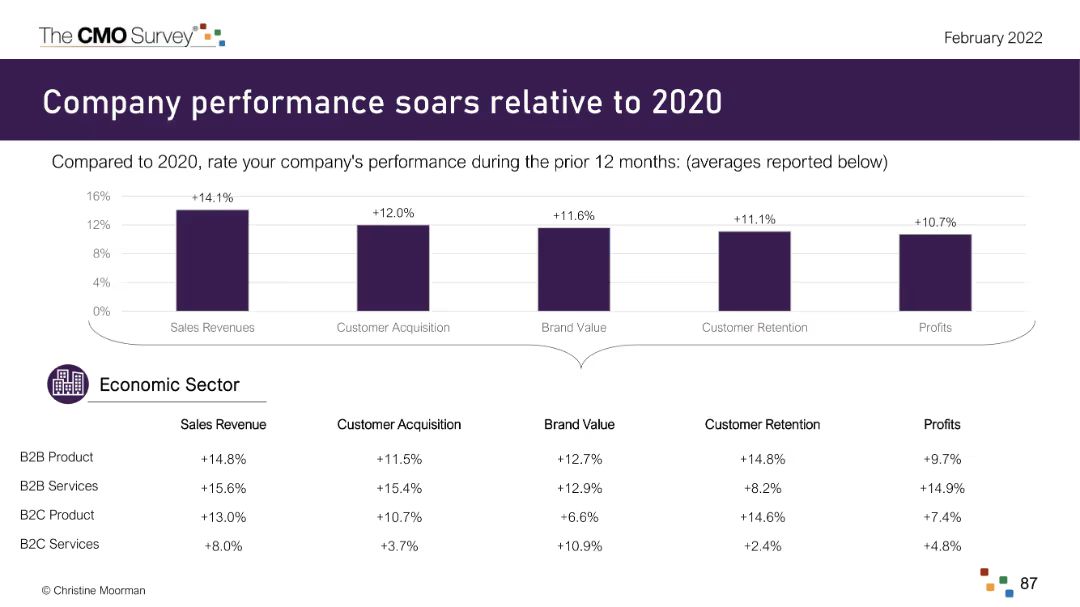 The CMO Survey®
February 2022
Company performance soars relative to 2020
Compared to 2020, rate your company's performance during the prior 12 months: (averages reported below)
16%
12%
8%
4%
0%
+14.1%
+12.0%
+11.6%
+11.1%
+10.7%
Sales Revenues Customer Acquisition Brand Value Customer Retention Profits
Economic Sector
Sales Revenue Customer Acquisition Brand Value Customer Retention Profits
B2B Product +14.8% +11.5% +12.7% +14.8% +9.7%
B2B Services +15.6% +15.4% +12.9% +8.2% +14.9%
B2C Product +13.0% +10.7% +6.6% +14.6% +7.4%
B2C Services +8.0% +3.7% +10.9% +2.4% +4.8%
© Christine Moorman
87